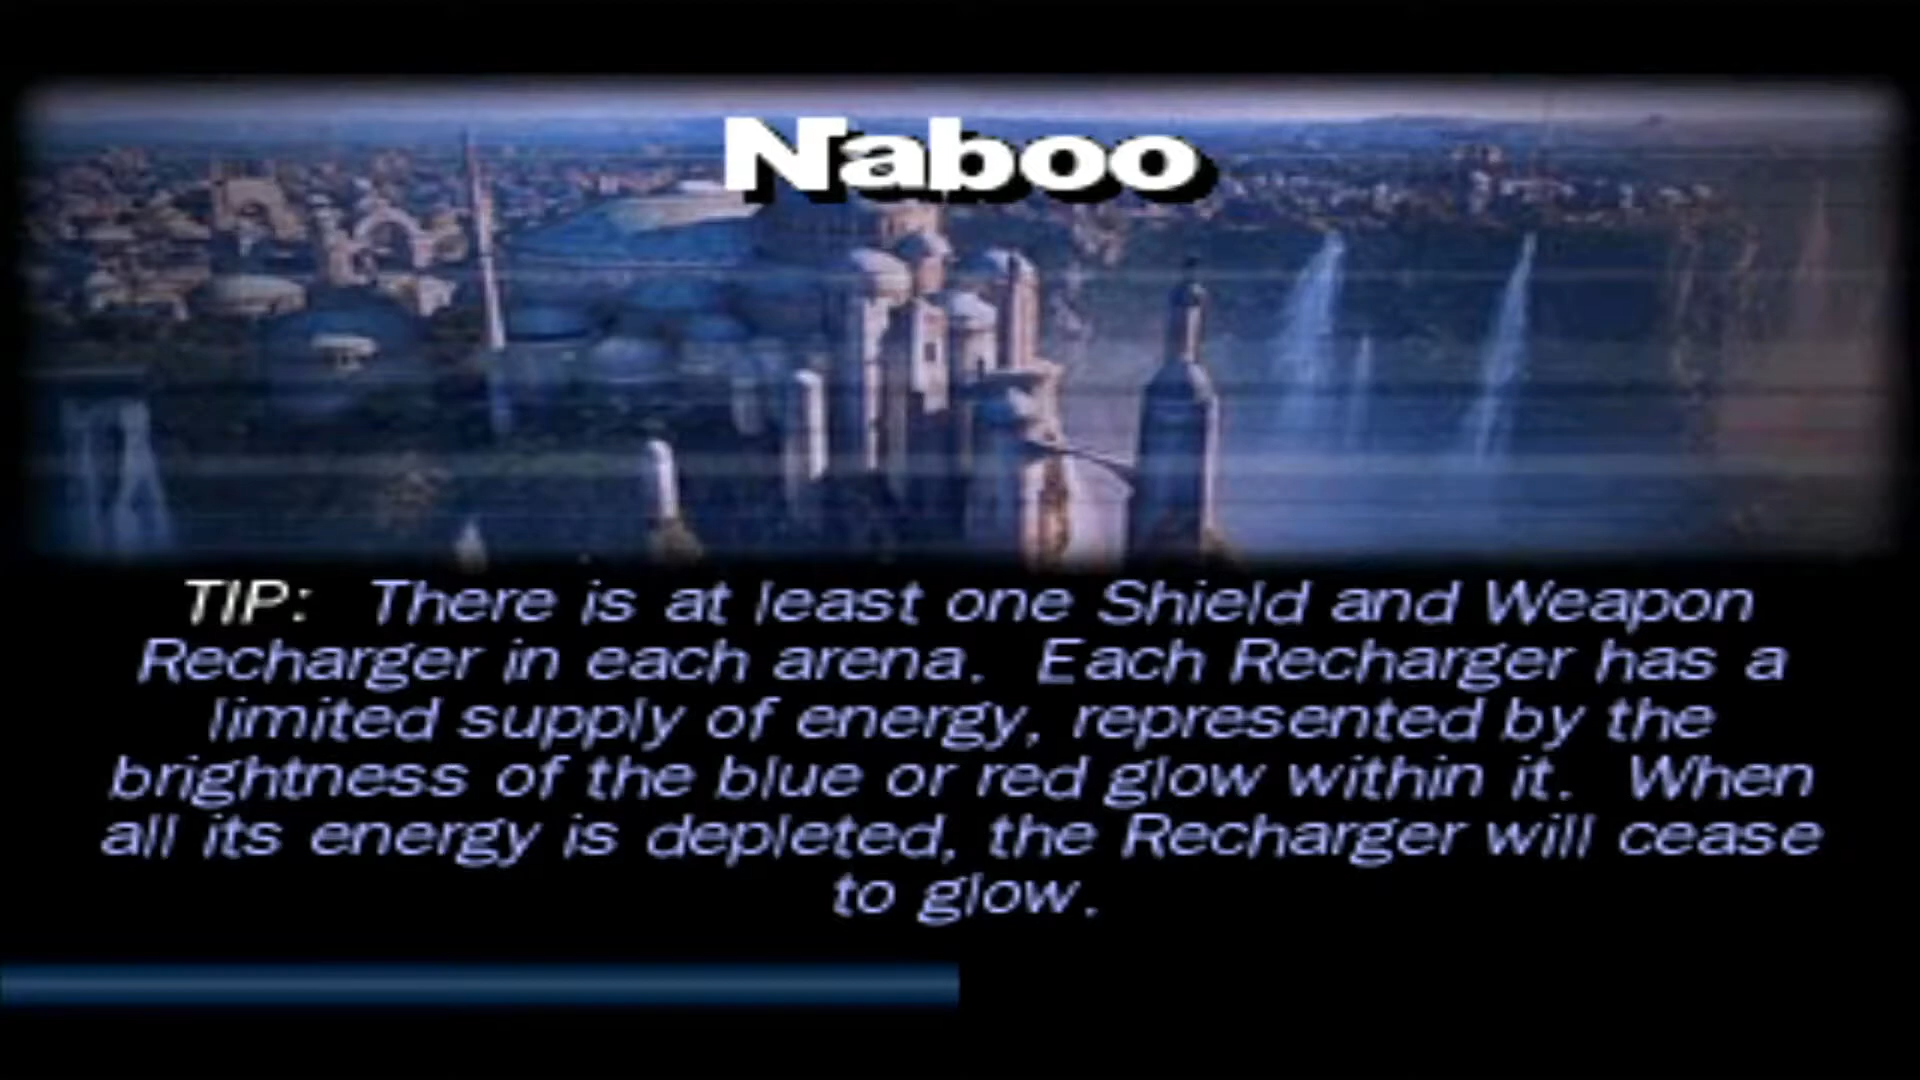 Naboo
TIP: There is at least one Shield and Weapon
Recharger in each arena. Each Recharger has a
limited supply of energy, represented by the
brightness of the blue or red glow within it. When
all its energy is depleted, the Recharger will cease
to glow.